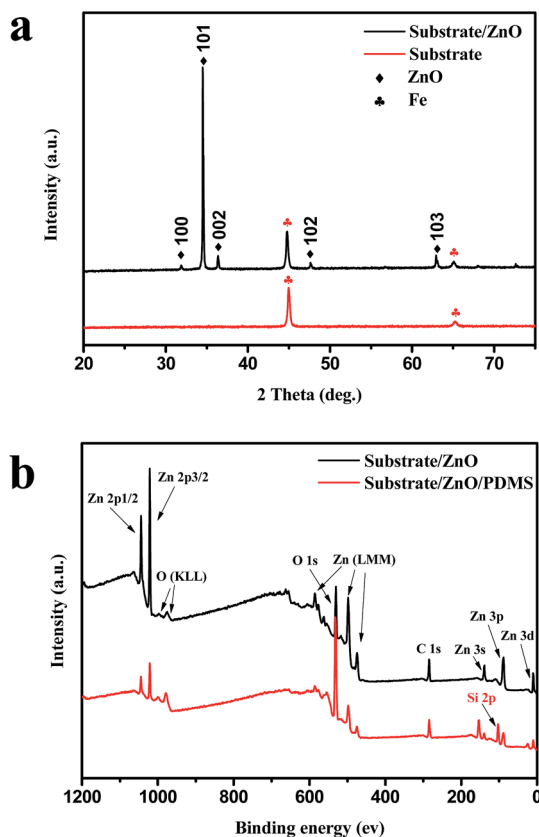 a
Substrate/ZnO
Substrate
♦ ZnO
♣ Fe
100
101
002
102
103
Intensity (a.u.)
20 30 40 50 60 70
2 Theta (deg.)
b
Substrate/ZnO
Substrate/ZnO/PDMS
Zn 2p1/2
Zn 2p3/2
O (KLL)
O 1s
Zn (LMM)
C 1s
Zn 3s
Zn 3p
Zn 3d
Si 2p
Intensity (a.u.)
1200 1000 800 600 400 200 0
Binding energy (ev)